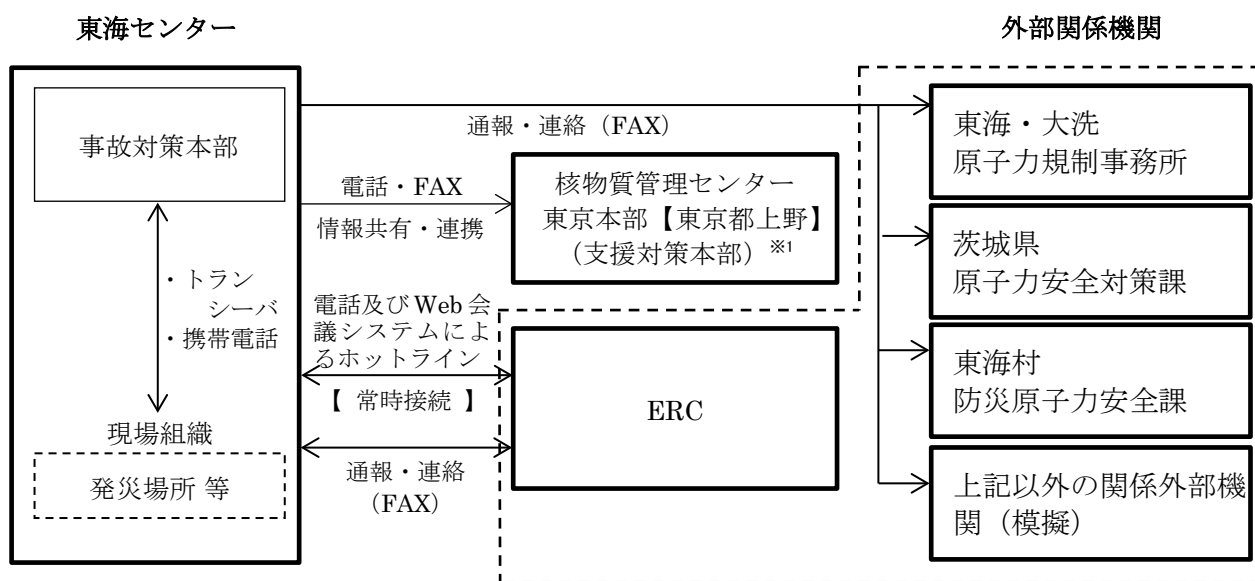 東海センター
外部関係機関
事故対策本部
・トラン
シーバ
・携帯電話
現場組織
発災場所 等
通報・連絡（FAX）
電話・FAX
情報共有・連携
核物質管理センター
東京本部【東京都上野】
（支援対策本部）※1
電話及び Web 会
議システムによ
るホットライン
【 常時接続 】
通報・連絡
(FAX)
ERC
東海・大洗
原子力規制事務所
茨城県
原子力安全対策課
東海村
防災原子力安全課
上記以外の関係外部機
関（模擬）